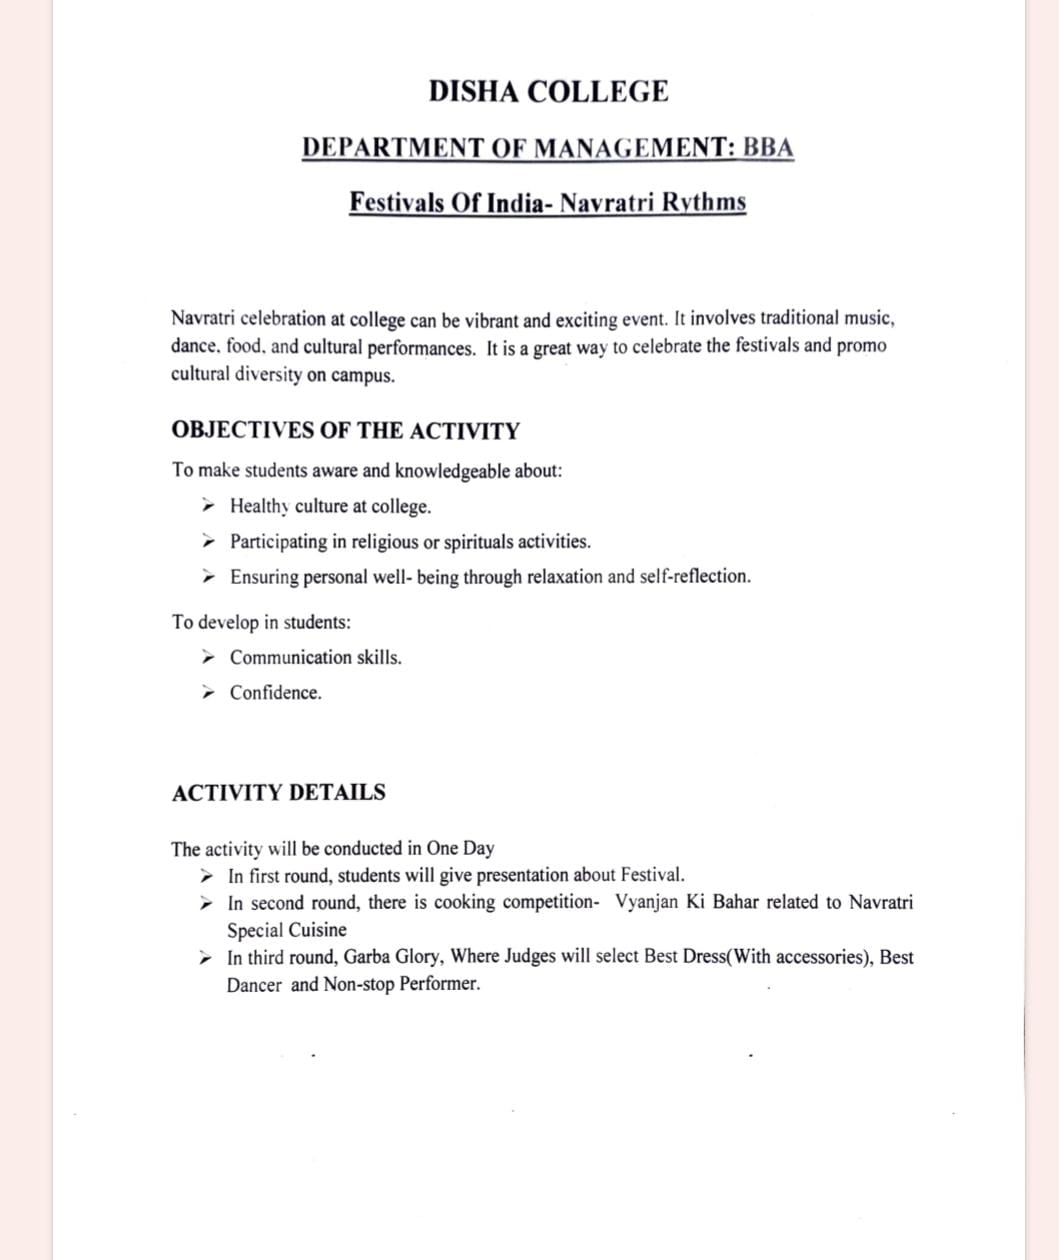 DISHA COLLEGE
DEPARTMENT OF MANAGEMENT: BBA
Festivals Of India- Navratri Rythms
Navratri celebration at college can be vibrant and exciting event. It involves traditional music,
dance, food, and cultural performances. It is a great way to celebrate the festivals and promo
cultural diversity on campus.
OBJECTIVES OF THE ACTIVITY
To make students aware and knowledgeable about:
➢ Healthy culture at college.
➢ Participating in religious or spirituals activities.
➢ Ensuring personal well- being through relaxation and self-reflection.
To develop in students:
➢ Communication skills.
➢ Confidence.
ACTIVITY DETAILS
The activity will be conducted in One Day
➢ In first round, students will give presentation about Festival.
➢ In second round, there is cooking competition- Vyanjan Ki Bahar related to Navratri
Special Cuisine
➢ In third round, Garba Glory, Where Judges will select Best Dress(With accessories), Best
Dancer and Non-stop Performer.